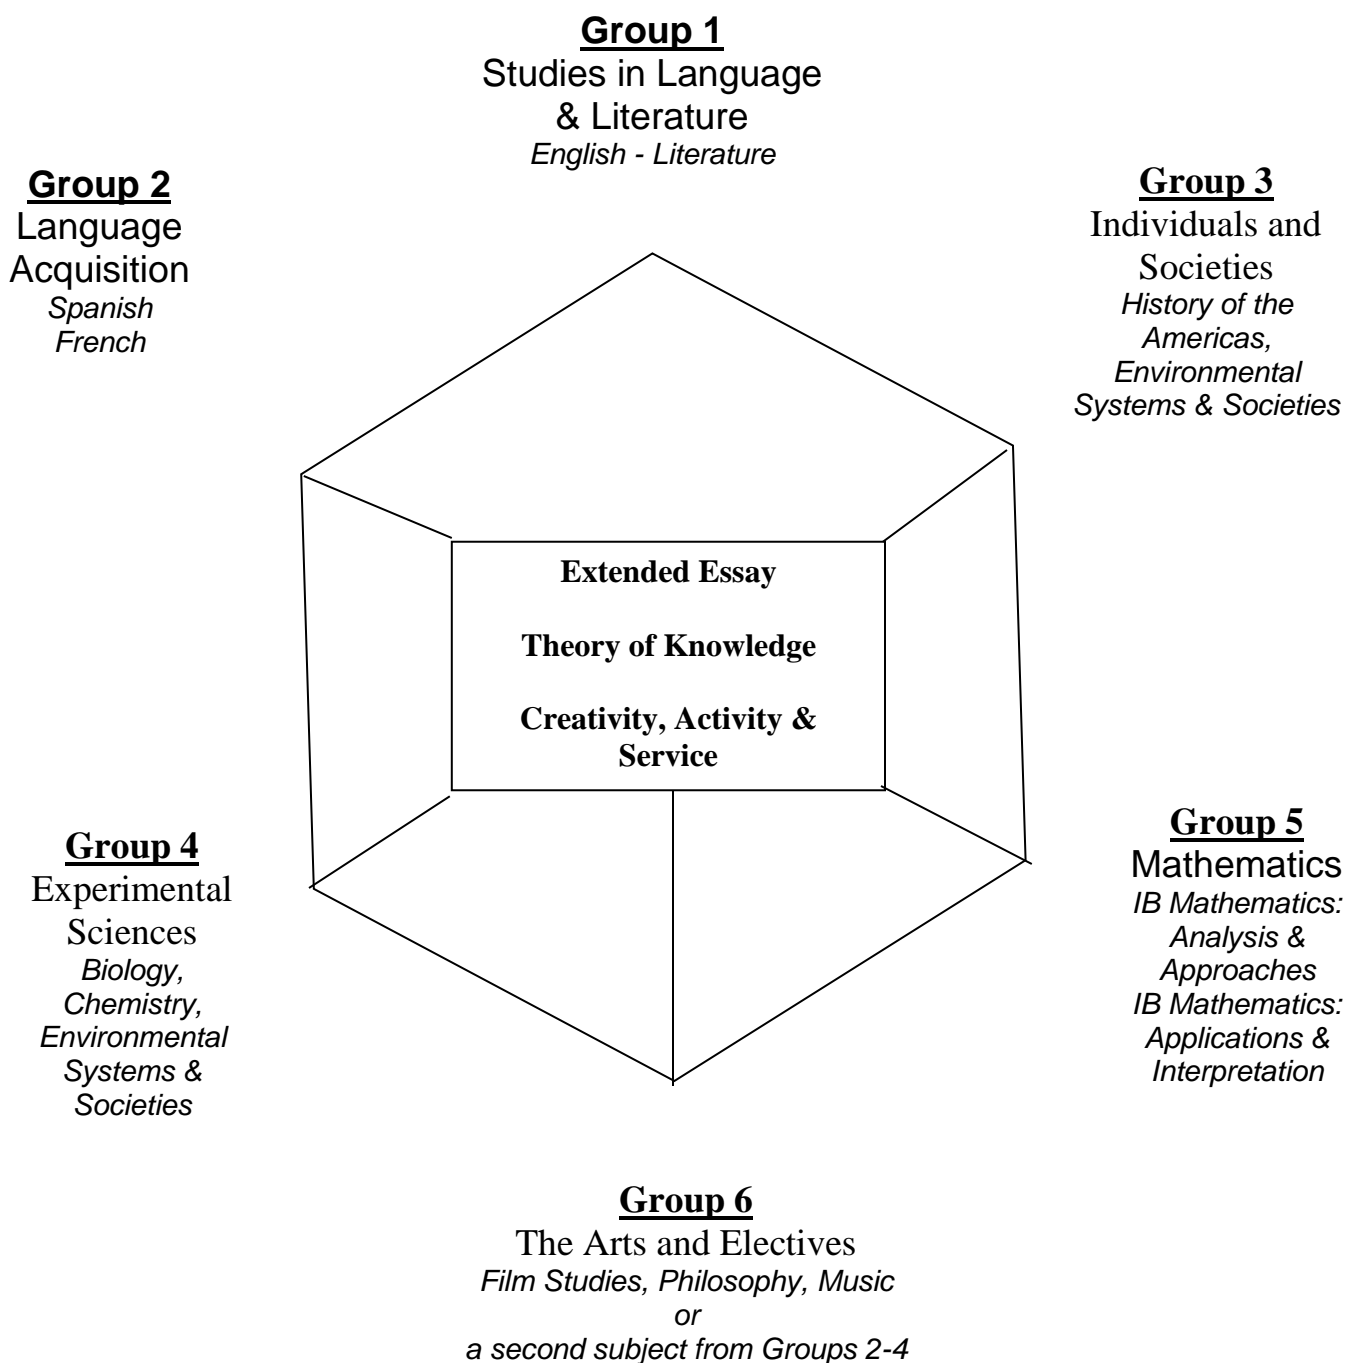 Group 1
Studies in Language
& Literature
English - Literature
Group 2
Language
Acquisition
Spanish
French
Group 3
Individuals and
Societies
History of the
Americas,
Environmental
Systems & Societies
Extended Essay
Theory of Knowledge
Creativity, Activity &
Service
Group 4
Experimental
Sciences
Biology,
Chemistry,
Environmental
Systems &
Societies
Group 5
Mathematics
IB Mathematics:
Analysis &
Approaches
IB Mathematics:
Applications &
Interpretation
Group 6
The Arts and Electives
Film Studies, Philosophy, Music
or
a second subject from Groups 2-4